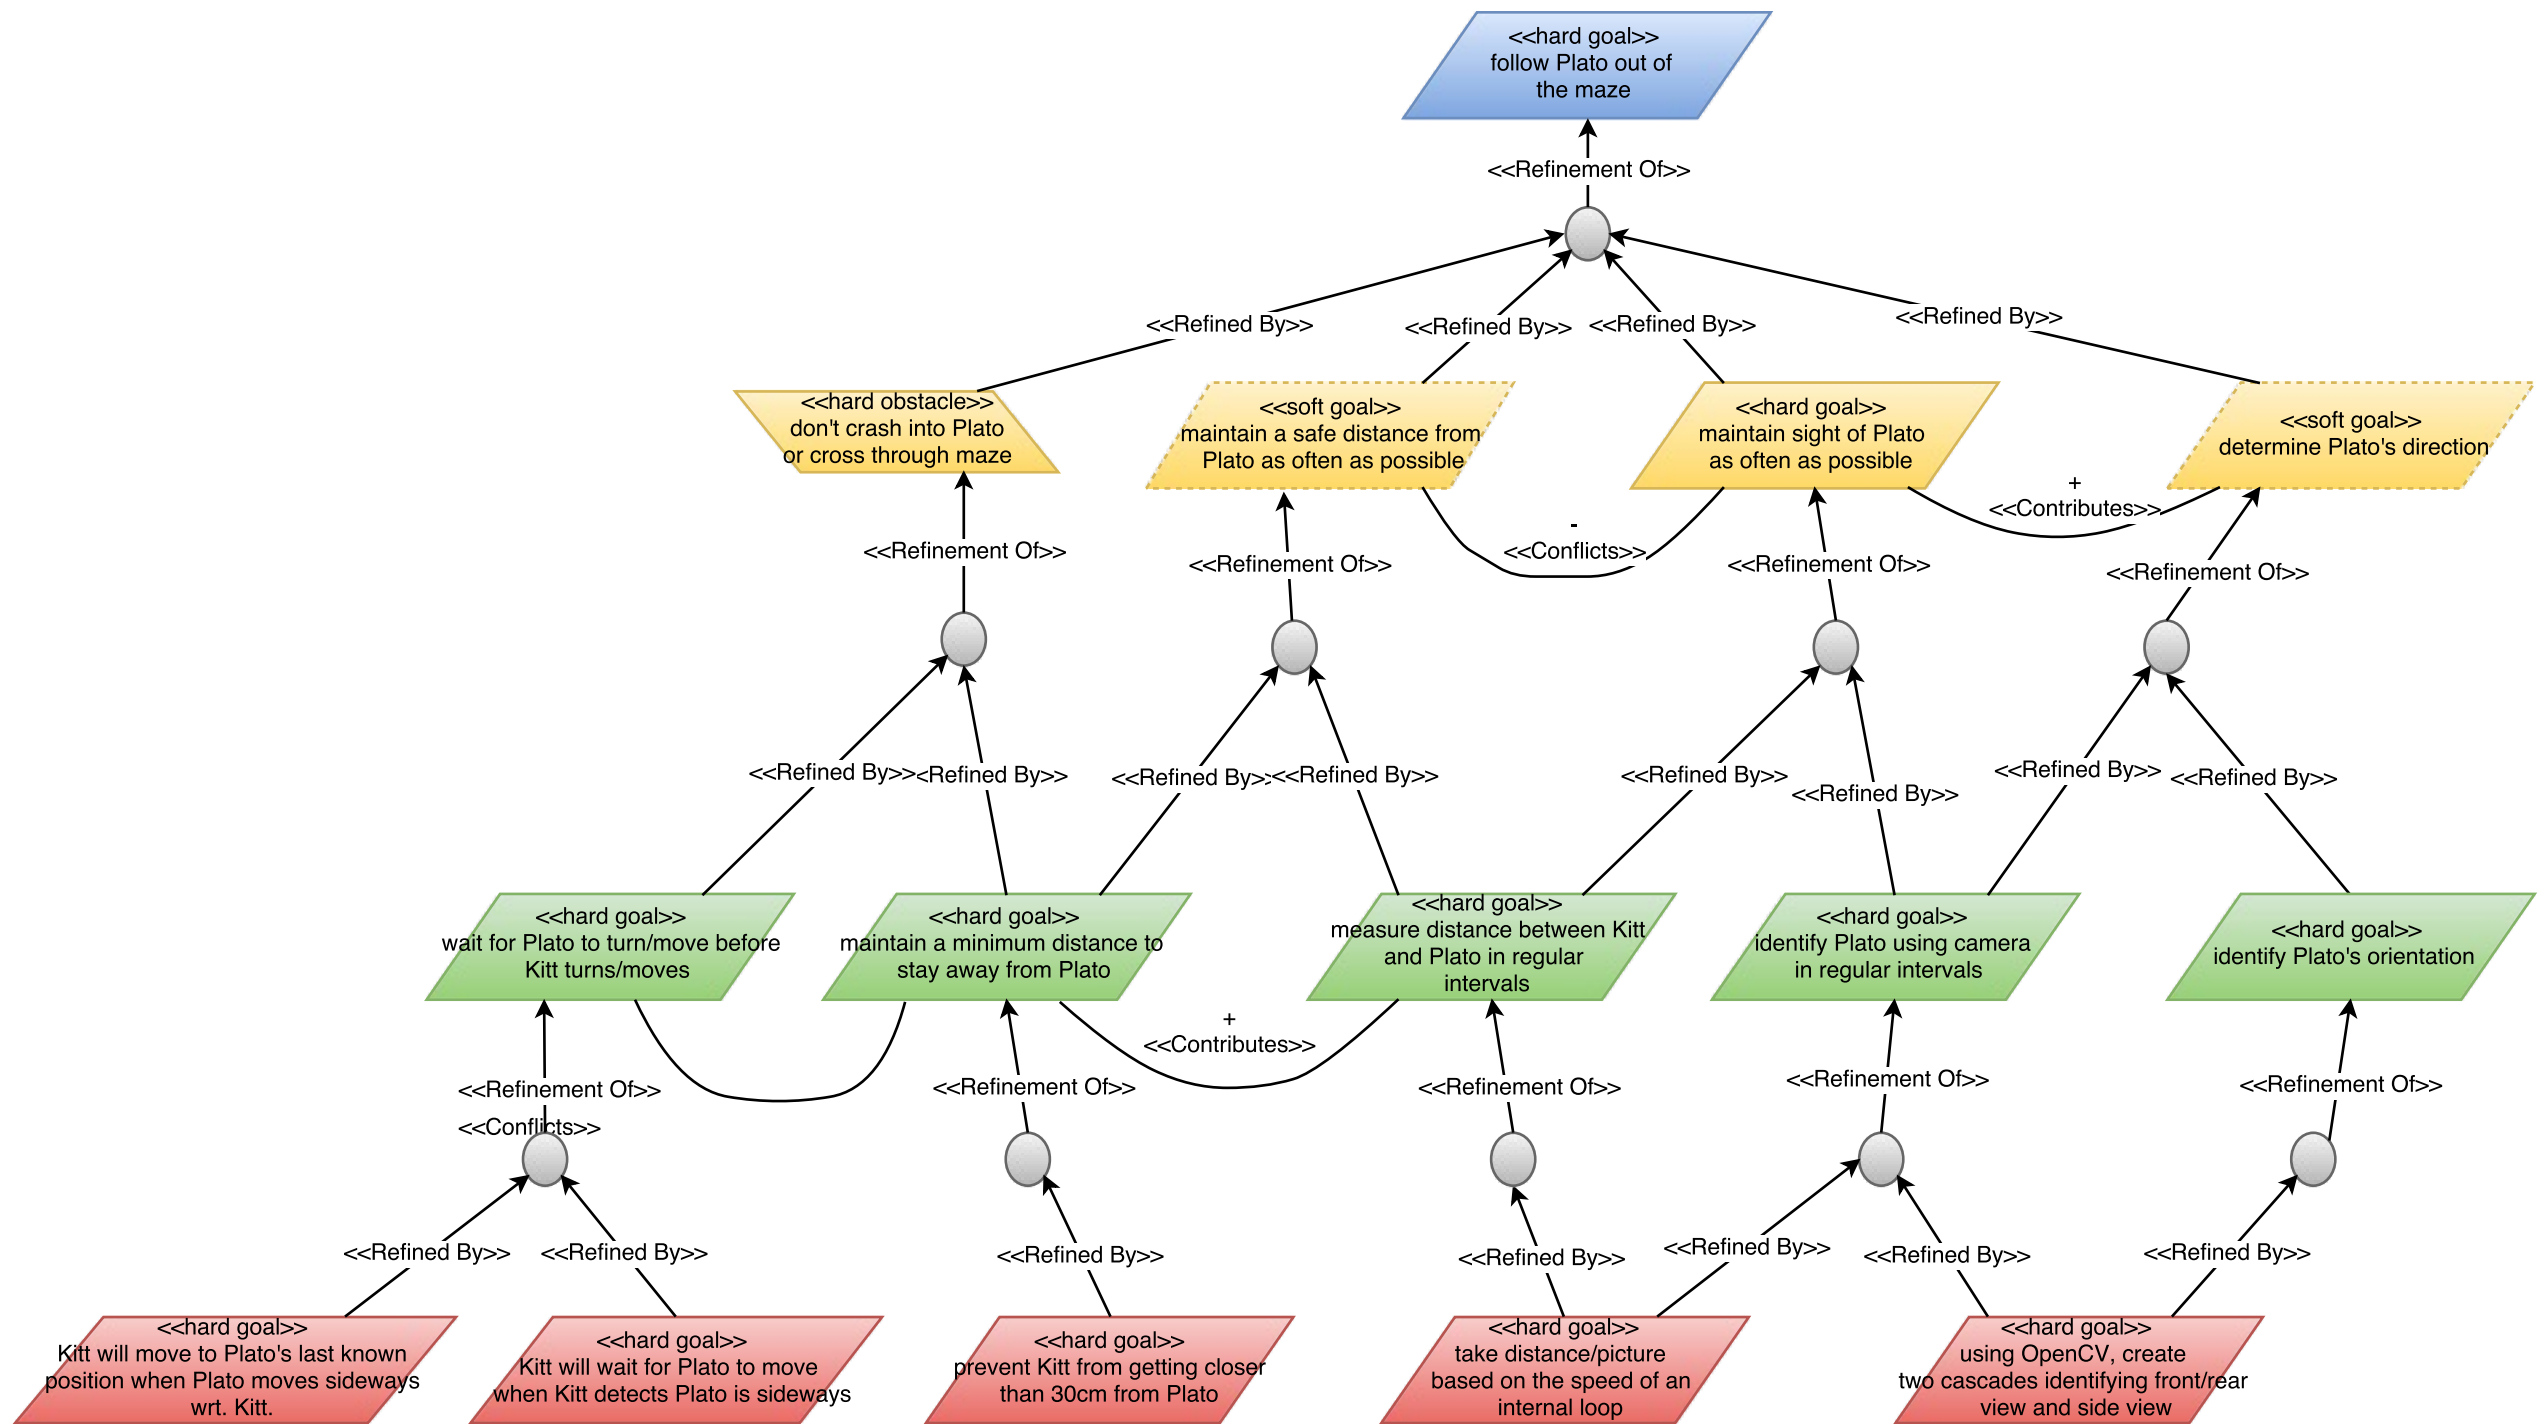 <<hard goal>>
follow Plato out of
the maze
<<Refinement Of>>
<<Refined By>>
<<Refined By>>
<<Refined By>>
<<Refined By>>
<<hard obstacle>>
don't crash into Plato
or cross through maze
<<soft goal>>
maintain a safe distance from
Plato as often as possible
<<hard goal>>
maintain sight of Plato
as often as possible
<<soft goal>>
determine Plato's direction
-
<<Conflicts>>
+
<<Contributes>>
<<Refinement Of>>
<<Refinement Of>>
<<Refinement Of>>
<<Refinement Of>>
<<Refined By>>
<Refined By>>
<<Refined By>
<<Refined By>>
<<Refined By>>
<<Refined By>>
<<Refined By>>
<<Refined By>>
<<hard goal>>
wait for Plato to turn/move before
Kitt turns/moves
<<hard goal>>
maintain a minimum distance to
stay away from Plato
<<hard goal>>
measure distance between Kitt
and Plato in regular
intervals
<<hard goal>>
identify Plato using camera
in regular intervals
<<hard goal>>
identify Plato's orientation
+
<<Contributes>>
<<Refinement Of>>
<<Conflicts>>
<<Refinement Of>>
<<Refinement Of>>
<<Refinement Of>>
<<Refinement Of>>
<<Refined By>>
<<Refined By>>
<<Refined By>>
<<Refined By>>
<<Refined By>>
<<Refined By>>
<<Refined By>>
<<hard goal>>
Kitt will move to Plato's last known
position when Plato moves sideways
wrt. Kitt.
<<hard goal>>
Kitt will wait for Plato to move
when Kitt detects Plato is sideways
<<hard goal>>
prevent Kitt from getting closer
than 30cm from Plato
<<hard goal>>
take distance/picture
based on the speed of an
internal loop
<<hard goal>>
using OpenCV, create
two cascades identifying front/rear
view and side view